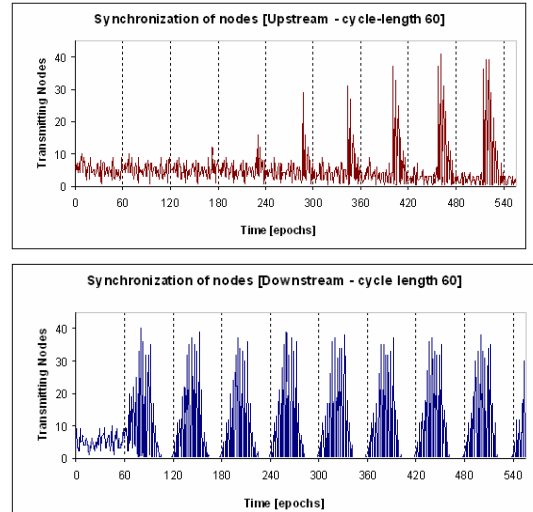 Synchronization of nodes [Upstream - cycle-length 60]
Transmitting Nodes
40
30
20
10
0
0 60 120 180 240 300 360 420 480 540
Time [epochs]
Synchronization of nodes [Downstream - cycle length 60]
Transmitting Nodes
40
30
20
10
0
0 60 120 180 240 300 360 420 480 540
Time [epochs]